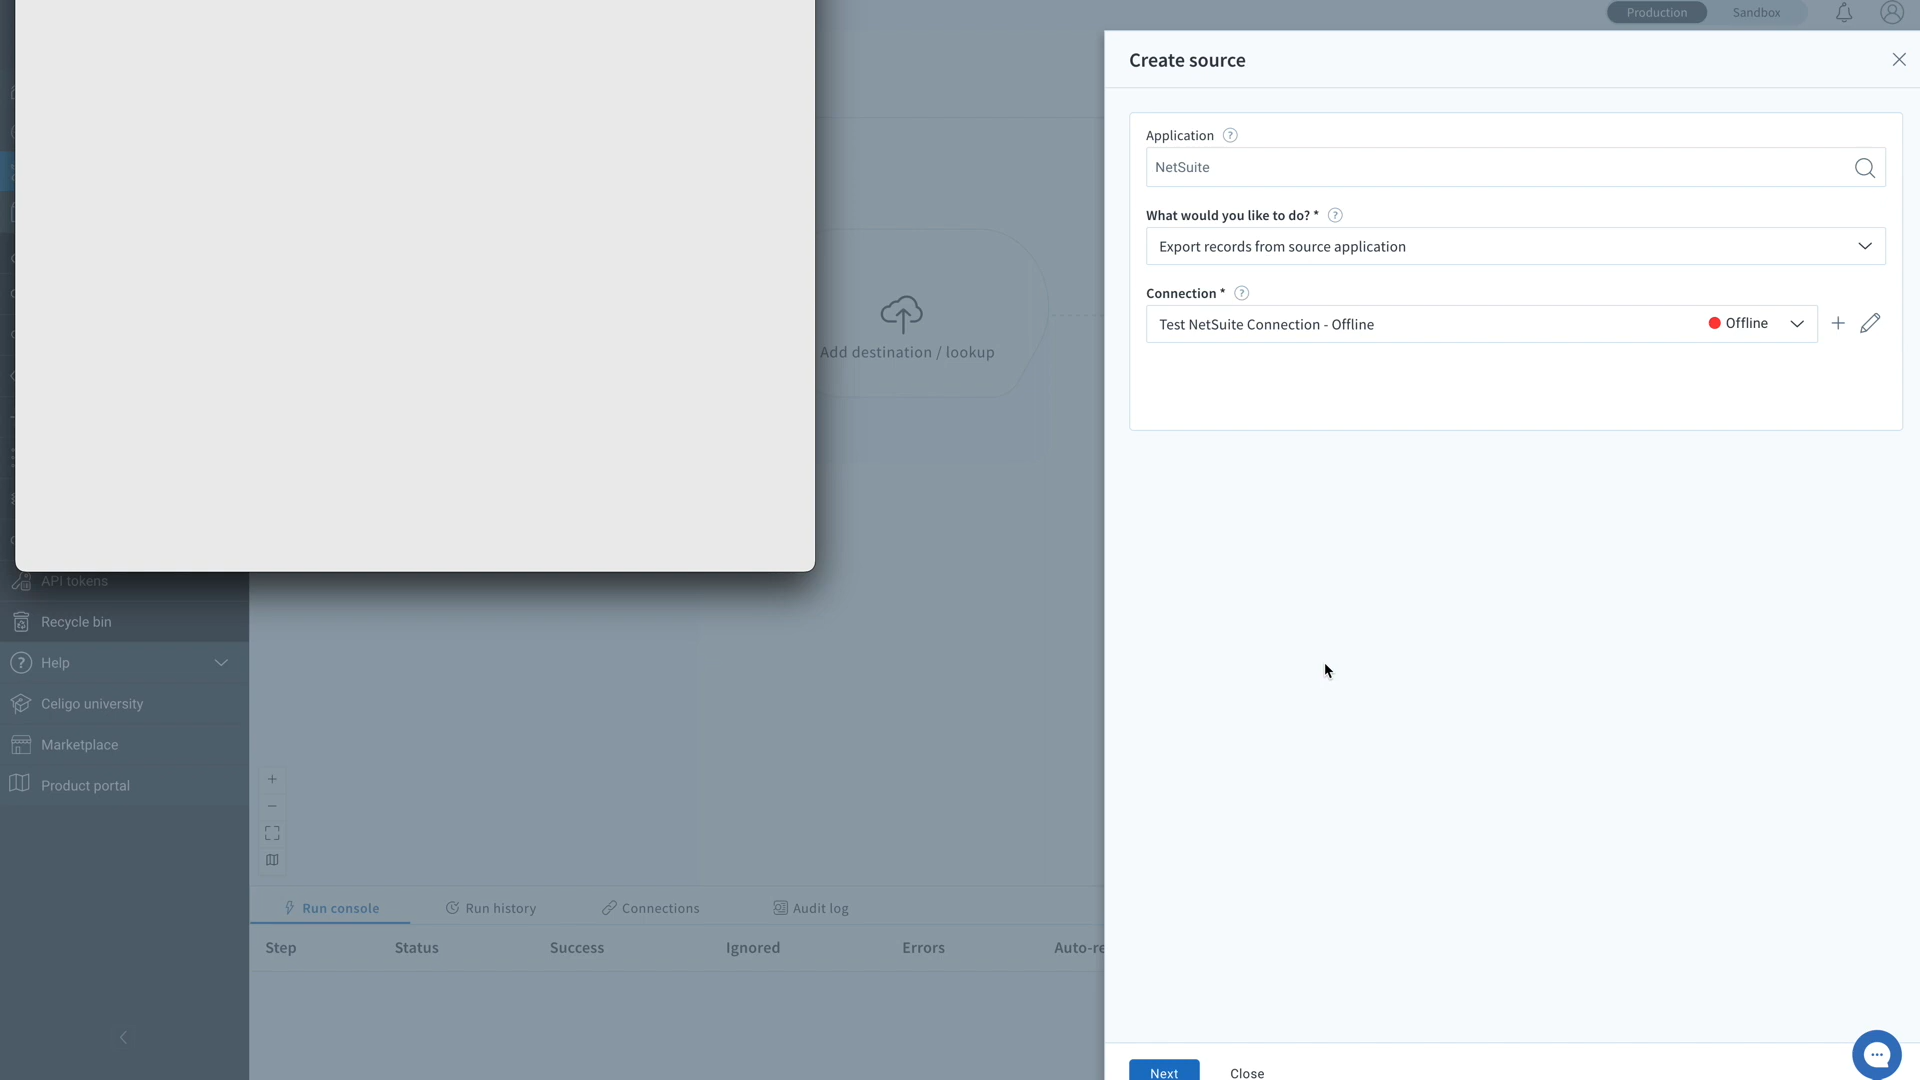 Production
Sandbox
Create source
Application ?
NetSuite
What would you like to do? * ?
Export records from source application
Connection * ?
Test NetSuite Connection - Offline
Offline
Add destination / lookup
API tokens
Recycle bin
Help
Celigo university
Marketplace
Product portal
Run console
Run history
Connections
Audit log
Step
Status
Success
Ignored
Errors
Auto-re
Next
Close